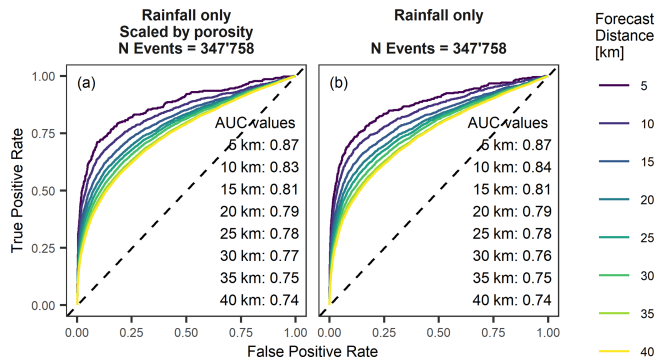 Rainfall only
Scaled by porosity
N Events = 347'758
Rainfall only
N Events = 347'758
Forecast
Distance
[km]
5
10
15
20
25
30
35
40
True Positive Rate
1.00
0.75
0.50
0.25
0.00
(a)
AUC values
5 km: 0.87
10 km: 0.83
15 km: 0.81
20 km: 0.79
25 km: 0.78
30 km: 0.77
35 km: 0.75
40 km: 0.74
(b)
AUC values
5 km: 0.87
10 km: 0.84
15 km: 0.81
20 km: 0.79
25 km: 0.78
30 km: 0.76
35 km: 0.75
40 km: 0.74
0.00 0.25 0.50 0.75 1.00
0.00 0.25 0.50 0.75 1.00
False Positive Rate